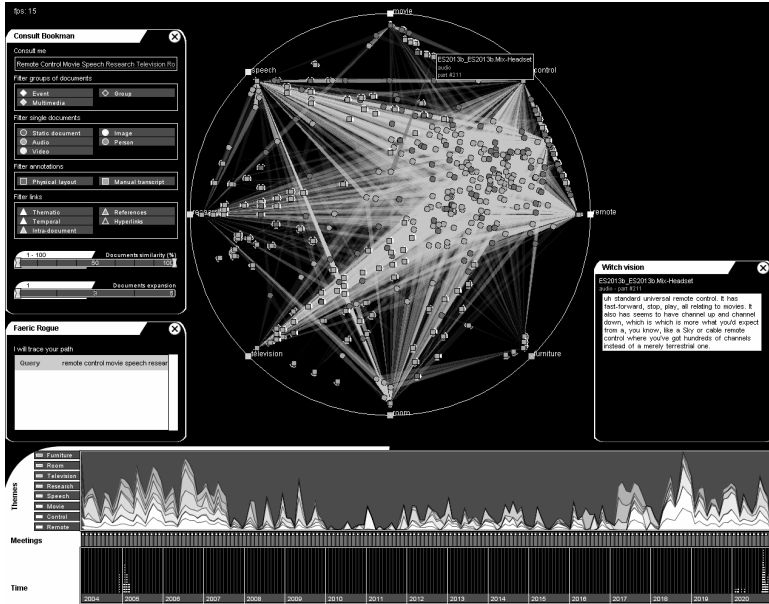 fps: 15
Consult Bookman
Consult me
Remote Control Movie Speech Research Television Ro
Filter groups of documents
Event
Group
Multimedia
Filter single documents
Static document
Image
Audio
Person
Video
Filter annotations
Physical layout
Manual transcript
Filter links
Thematic
References
Temporal
Hyperlinks
Intra-document
1 - 100
Documents similarity (%)
50
100
1
Documents expansion
movie
speech
ES2013b_ES2013b.Mix-Headset
audio
part #211
control
remote
television
furniture
room
Faeric Rogue
I will trace your path
Query
remote control movie speech resear
Witch vision
ES2013b_ES2013b.Mix-Headset
audio - part #211
uh standard universal remote control. It has
fast-forward, stop, play, all relating to movies. It
also has seems to have channel up and channel
down, which is which is more what you'd expect
from a, you know, like a Sky or cable remote
control where you've got hundreds of channels
instead of a merely terrestrial one.
Themes
Furniture
Room
Television
Research
Speech
Movie
Control
Remote
Meetings
Time
2004
2005
2006
2007
2008
2009
2010
2011
2012
2013
2014
2015
2016
2017
2018
2019
2020